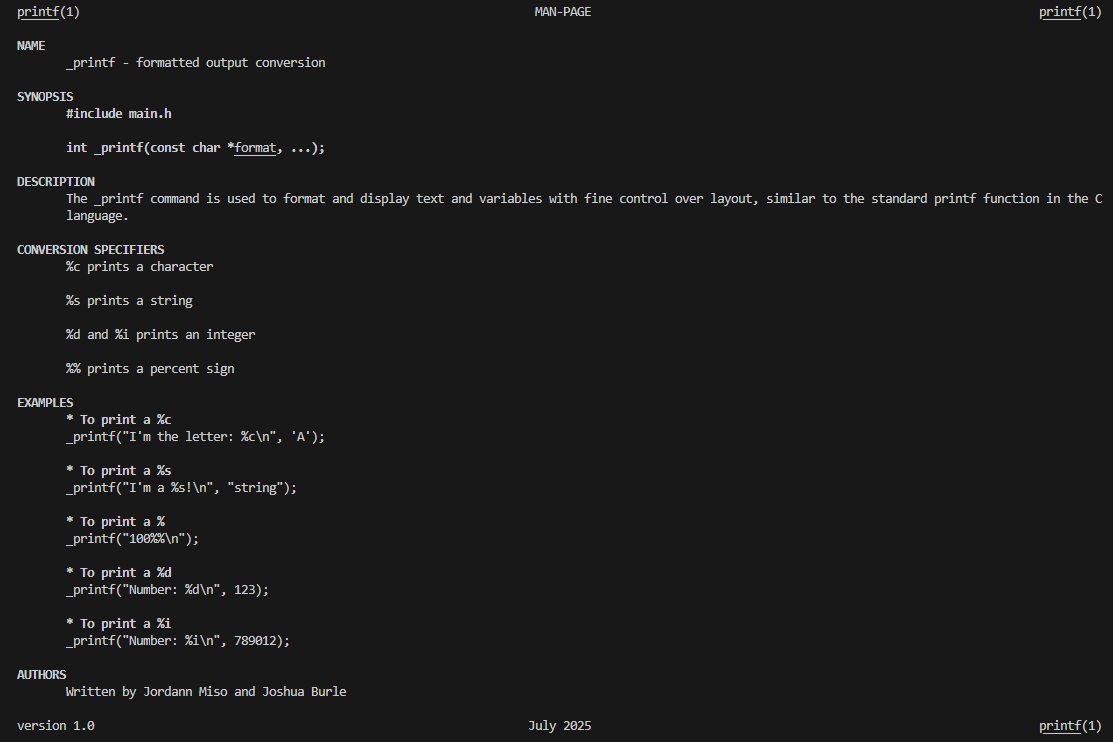 printf(1) MAN-PAGE printf(1)
NAME
_printf - formatted output conversion
SYNOPSIS
#include main.h
int _printf(const char *format, ...);
DESCRIPTION
The _printf command is used to format and display text and variables with fine control over layout, similar to the standard printf function in the C
language.
CONVERSION SPECIFIERS
%c prints a character
%s prints a string
%d and %i prints an integer
%% prints a percent sign
EXAMPLES
* To print a %c
_printf("I'm the letter: %c\n", 'A');
* To print a %s
_printf("I'm a %s!\n", "string");
* To print a %
_printf("100%%\n");
* To print a %d
_printf("Number: %d\n", 123);
* To print a %i
_printf("Number: %i\n", 789012);
AUTHORS
Written by Jordann Miso and Joshua Burle
version 1.0 July 2025 printf(1)